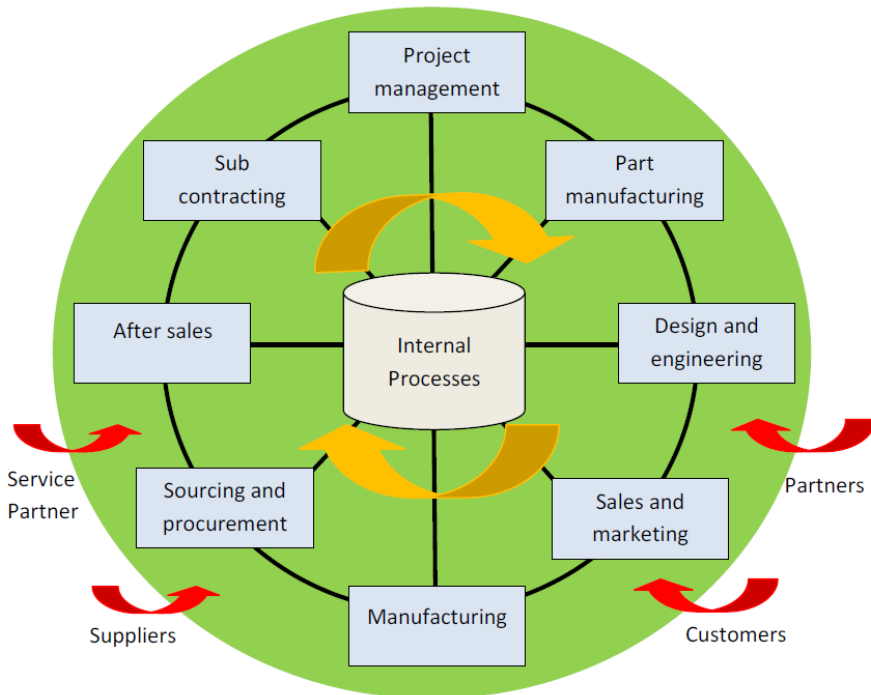 Project
management
Sub
contracting
Part
manufacturing
After sales
Internal
Processes
Design and
engineering
Service
Partner
Sourcing and
procurement
Sales and
marketing
Partners
Manufacturing
Suppliers
Customers